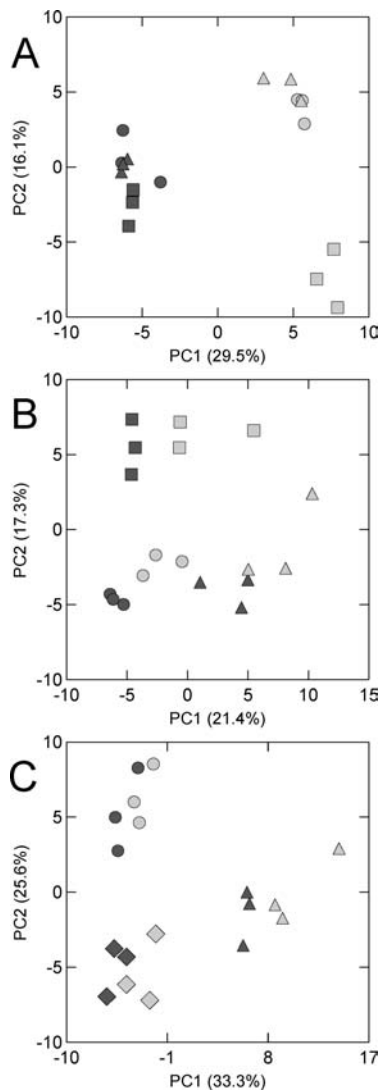 A
10
5
0
-5
-10
PC2 (16.1%)
-10 -5 0 5 10
PC1 (29.5%)
B
10
5
0
-5
-10
PC2 (17.3%)
-10 -5 0 5 10 15
PC1 (21.4%)
C
10
5
0
-5
-10
PC2 (25.6%)
-10 -1 8 17
PC1 (33.3%)